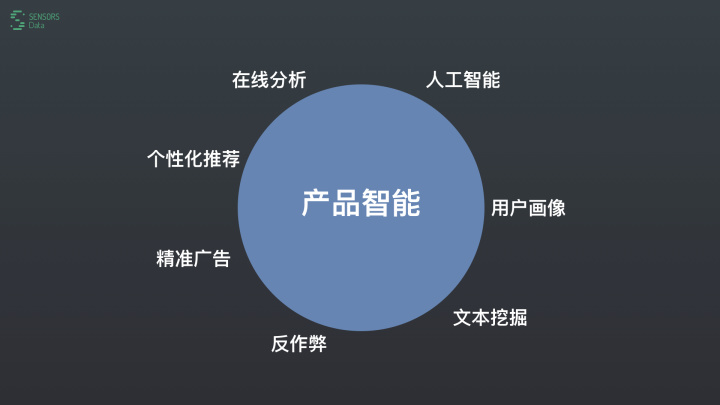 SENSORS
Data
在线分析
人工智能
个性化推荐
产品智能
用户画像
精准广告
文本挖掘
反作弊